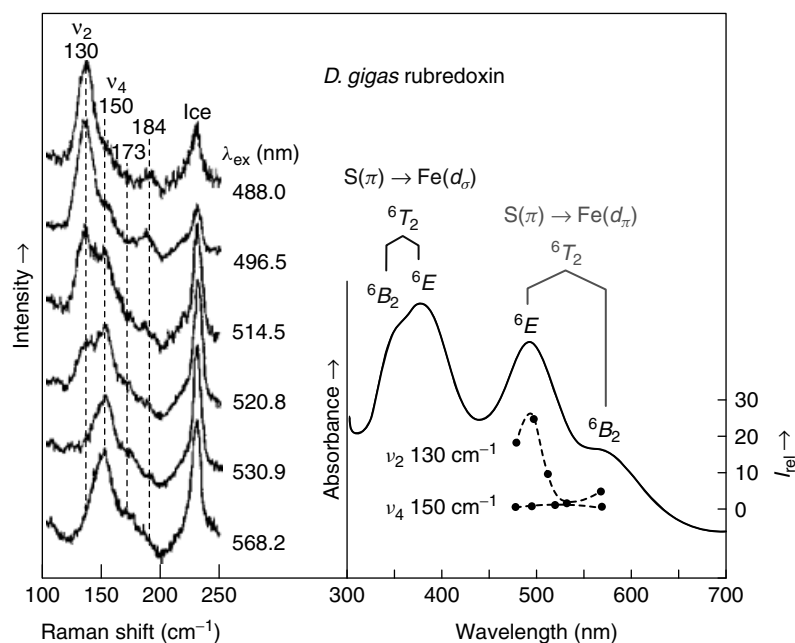 ν2
130
ν4
150
173
184
Ice
λex (nm)
488.0
496.5
514.5
520.8
530.9
568.2
Intensity →
100 150 200 250
Raman shift (cm−1)
D. gigas rubredoxin
S(π) → Fe(dσ)
6T2
6B2
6E
S(π) → Fe(dπ)
6T2
6E
6B2
ν2 130 cm−1
ν4 150 cm−1
Absorbance →
30
20
10
0
Irel →
300 400 500 600 700
Wavelength (nm)